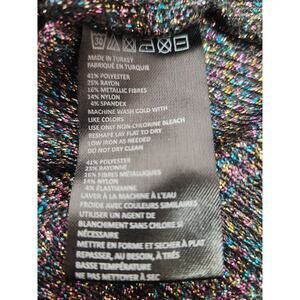 30
MADE IN TURKEY
FABRIQUÉ EN TURQUIE
41% POLYESTER
25% RAYON
16% METALLIC FIBRES
14% NYLON
4% SPANDEX
MACHINE WASH COLD WITH
LIKE COLORS
USE ONLY NON-CHLORINE BLEACH
RESHAPE LAY FLAT TO DRY
LOW IRON AS NEEDED
DO NOT DRY CLEAN
41% POLYESTER
25% RAYONNE
16% FIBRES MÉTALLIQUES
14% NYLON
4% ÉLASTHANNE
LAVER À LA MACHINE À L'EAU
FROIDE AVEC COULEURS SIMILAIRES
UTILISER UN AGENT DE
BLANCHIMENT SANS CHLORE SI
NÉCESSAIRE
METTRE EN FORME ET SÉCHER À PLAT
REPASSER, AU BESOIN, À TRÈS
BASSE TEMPÉRATURE
NE PAS NETTOYER À SEC